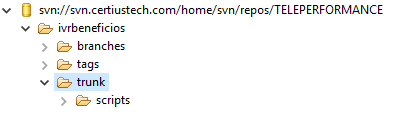 svn://svn.certiustech.com/home/svn/repos/TELEPERFORMANCE
ivrbeneficios
branches
tags
trunk
scripts